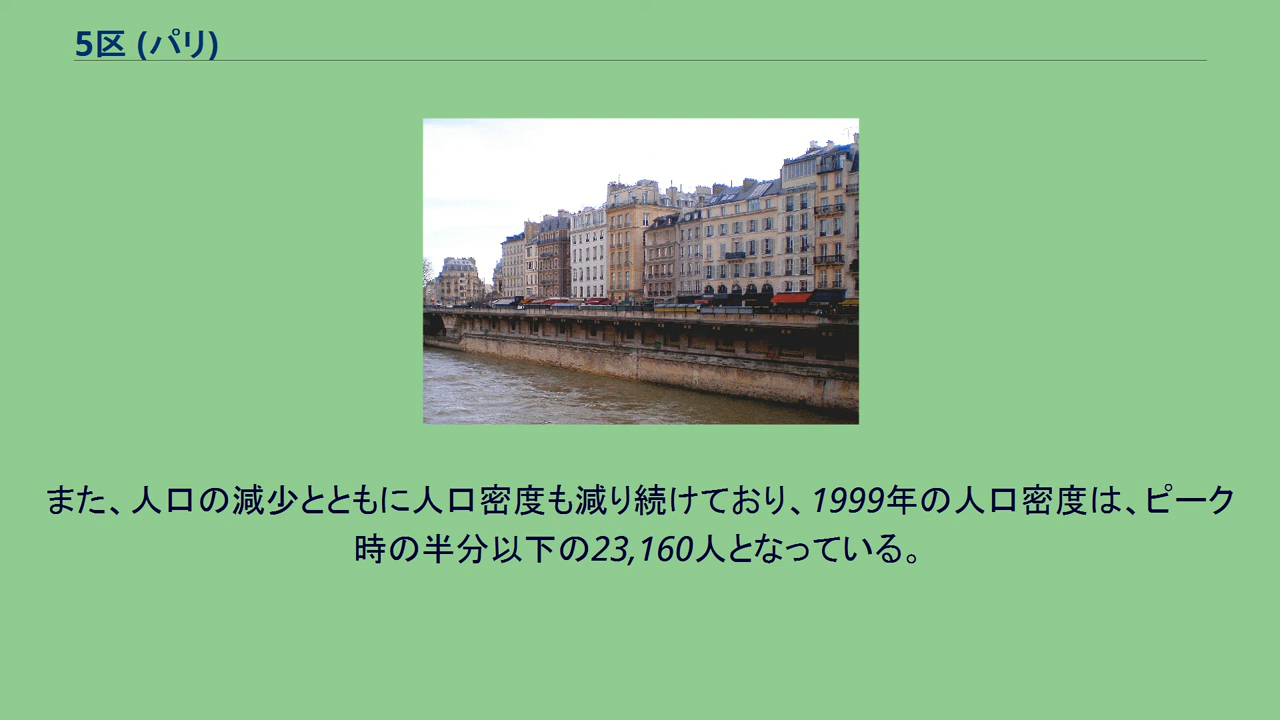 5区 (パリ)
また、人口の減少とともに人口密度も減り続けており、1999年の人口密度は、ピーク
時の半分以下の23,160人となっている。